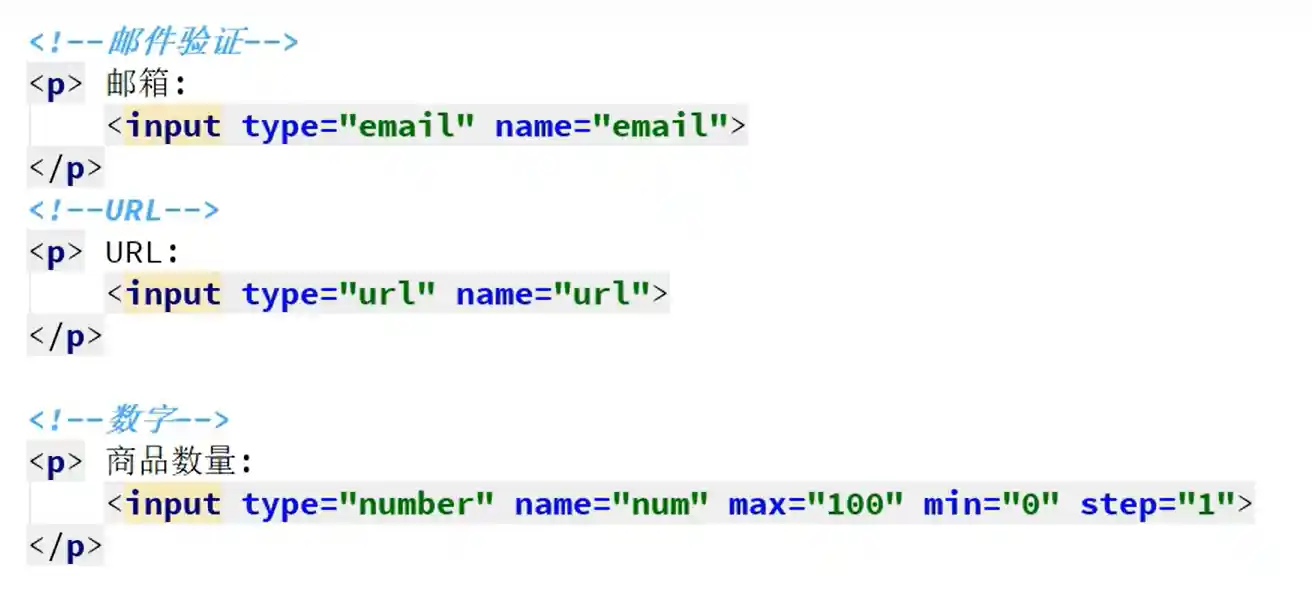 <!--邮件验证-->
<p> 邮箱:
<input type="email" name="email">
</p>
<!--URL-->
<p> URL:
<input type="url" name="url">
</p>
<!--数字-->
<p> 商品数量:
<input type="number" name="num" max="100" min="0" step="1">
</p>